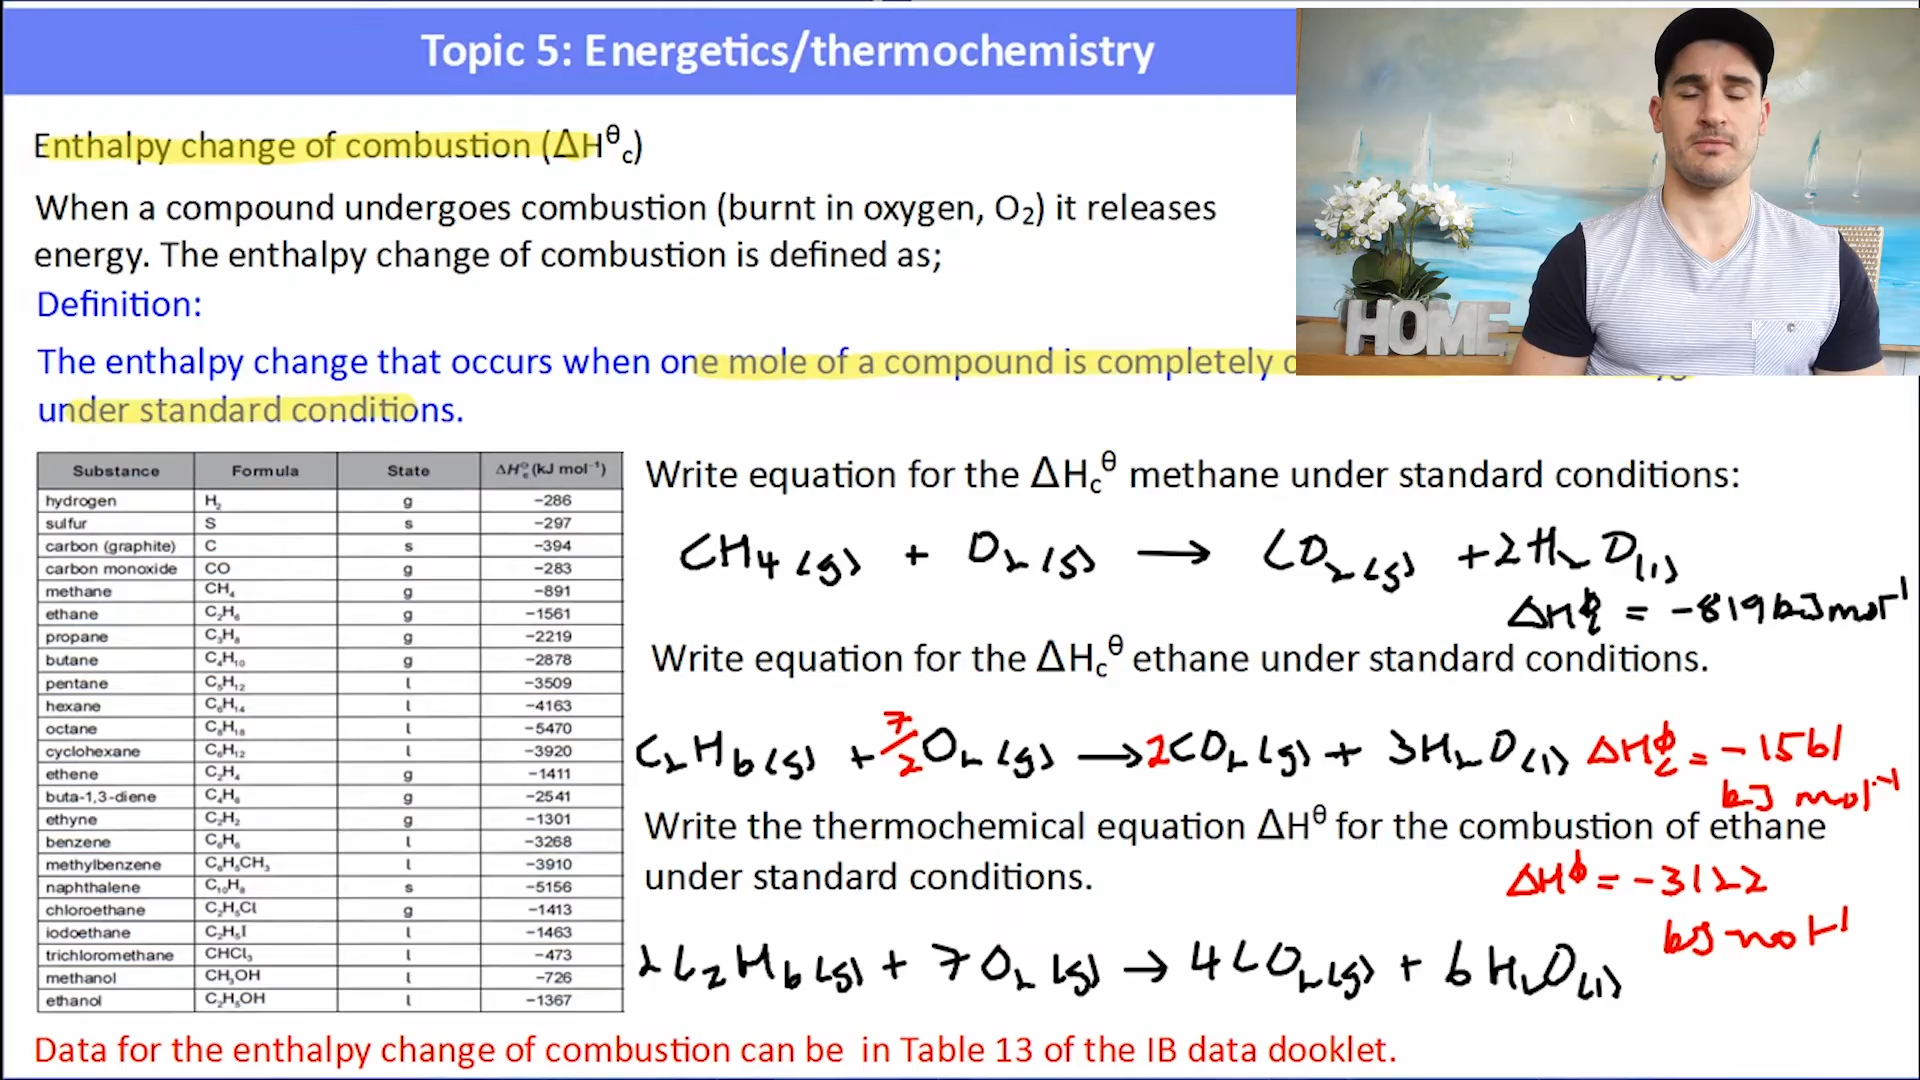 Topic 5: Energetics/thermochemistry
Enthalpy change of combustion (ΔHᶿc)
When a compound undergoes combustion (burnt in oxygen, O₂) it releases
energy. The enthalpy change of combustion is defined as;
Definition:
The enthalpy change that occurs when one mole of a compound is completely
under standard conditions.
HOME
Substance Formula State ΔH°c (kJ mol⁻¹)
hydrogen H₂ g −286
sulfur S s −297
carbon (graphite) C s −394
carbon monoxide CO g −283
methane CH₄ g −891
ethane C₂H₆ g −1561
propane C₃H₈ g −2219
butane C₄H₁₀ g −2878
pentane C₅H₁₂ l −3509
hexane C₆H₁₄ l −4163
octane C₈H₁₈ l −5470
cyclohexane C₆H₁₂ l −3920
ethene C₂H₄ g −1411
buta-1,3-diene C₄H₆ g −2541
ethyne C₂H₂ g −1301
benzene C₆H₆ l −3268
methylbenzene C₆H₅CH₃ l −3910
naphthalene C₁₀H₈ s −5156
chloroethane C₂H₅Cl g −1413
iodoethane C₂H₅I l −1463
trichloromethane CHCl₃ l −473
methanol CH₃OH l −726
ethanol C₂H₅OH l −1367
Write equation for the ΔHcᶿ methane under standard conditions:
CH₄(g) + O₂(g) → CO₂(g) + 2H₂O(l)
ΔHᶿc = −819 kJ mol⁻¹
Write equation for the ΔHcᶿ ethane under standard conditions.
C₂H₆(g) + 7/2 O₂(g) → 2CO₂(g) + 3H₂O(l) ΔHᶿc = −1561
kJ mol⁻¹
Write the thermochemical equation ΔHᶿ for the combustion of ethane
under standard conditions.
ΔHᶿ = −3122
kJ mol⁻¹
2C₂H₆(g) + 7O₂(g) → 4CO₂(g) + 6H₂O(l)
Data for the enthalpy change of combustion can be in Table 13 of the IB data dooklet.